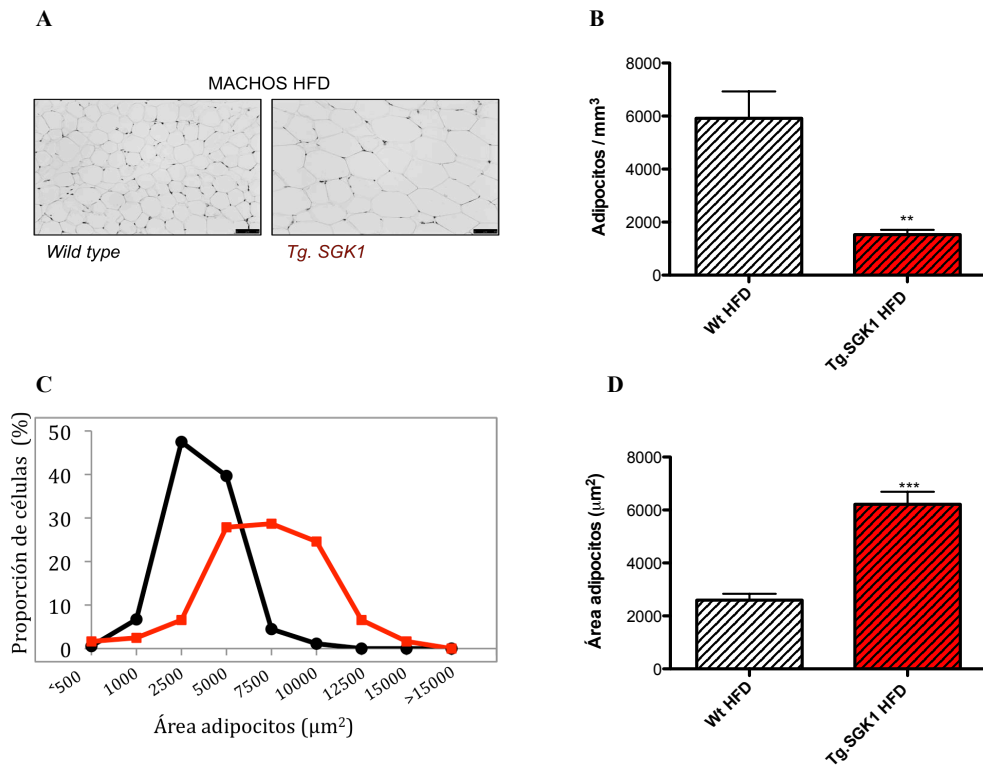 A
MACHOS HFD
Wild type
Tg. SGK1
B
Adipocitos / mm³
8000
6000
4000
2000
0
**
Wt HFD
Tg.SGK1 HFD
C
Proporción de células (%)
50
40
30
20
10
0
<500
1000
2500
5000
7500
10000
12500
15000
>15000
Área adipocitos (μm²)
D
Área adipocitos (μm²)
8000
6000
4000
2000
0
***
Wt HFD
Tg.SGK1 HFD